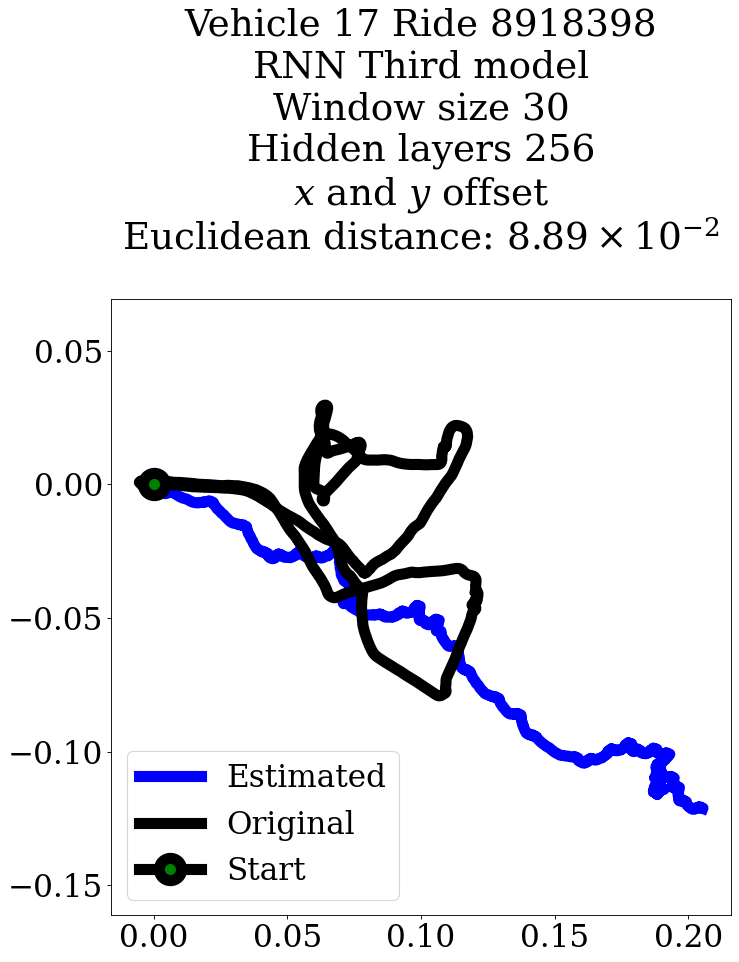 Vehicle 17 Ride 8918398
RNN Third model
Window size 30
Hidden layers 256
x and y offset
Euclidean distance: 8.89 × 10⁻²
0.05
0.00
−0.05
−0.10
−0.15
Estimated
Original
Start
0.00 0.05 0.10 0.15 0.20